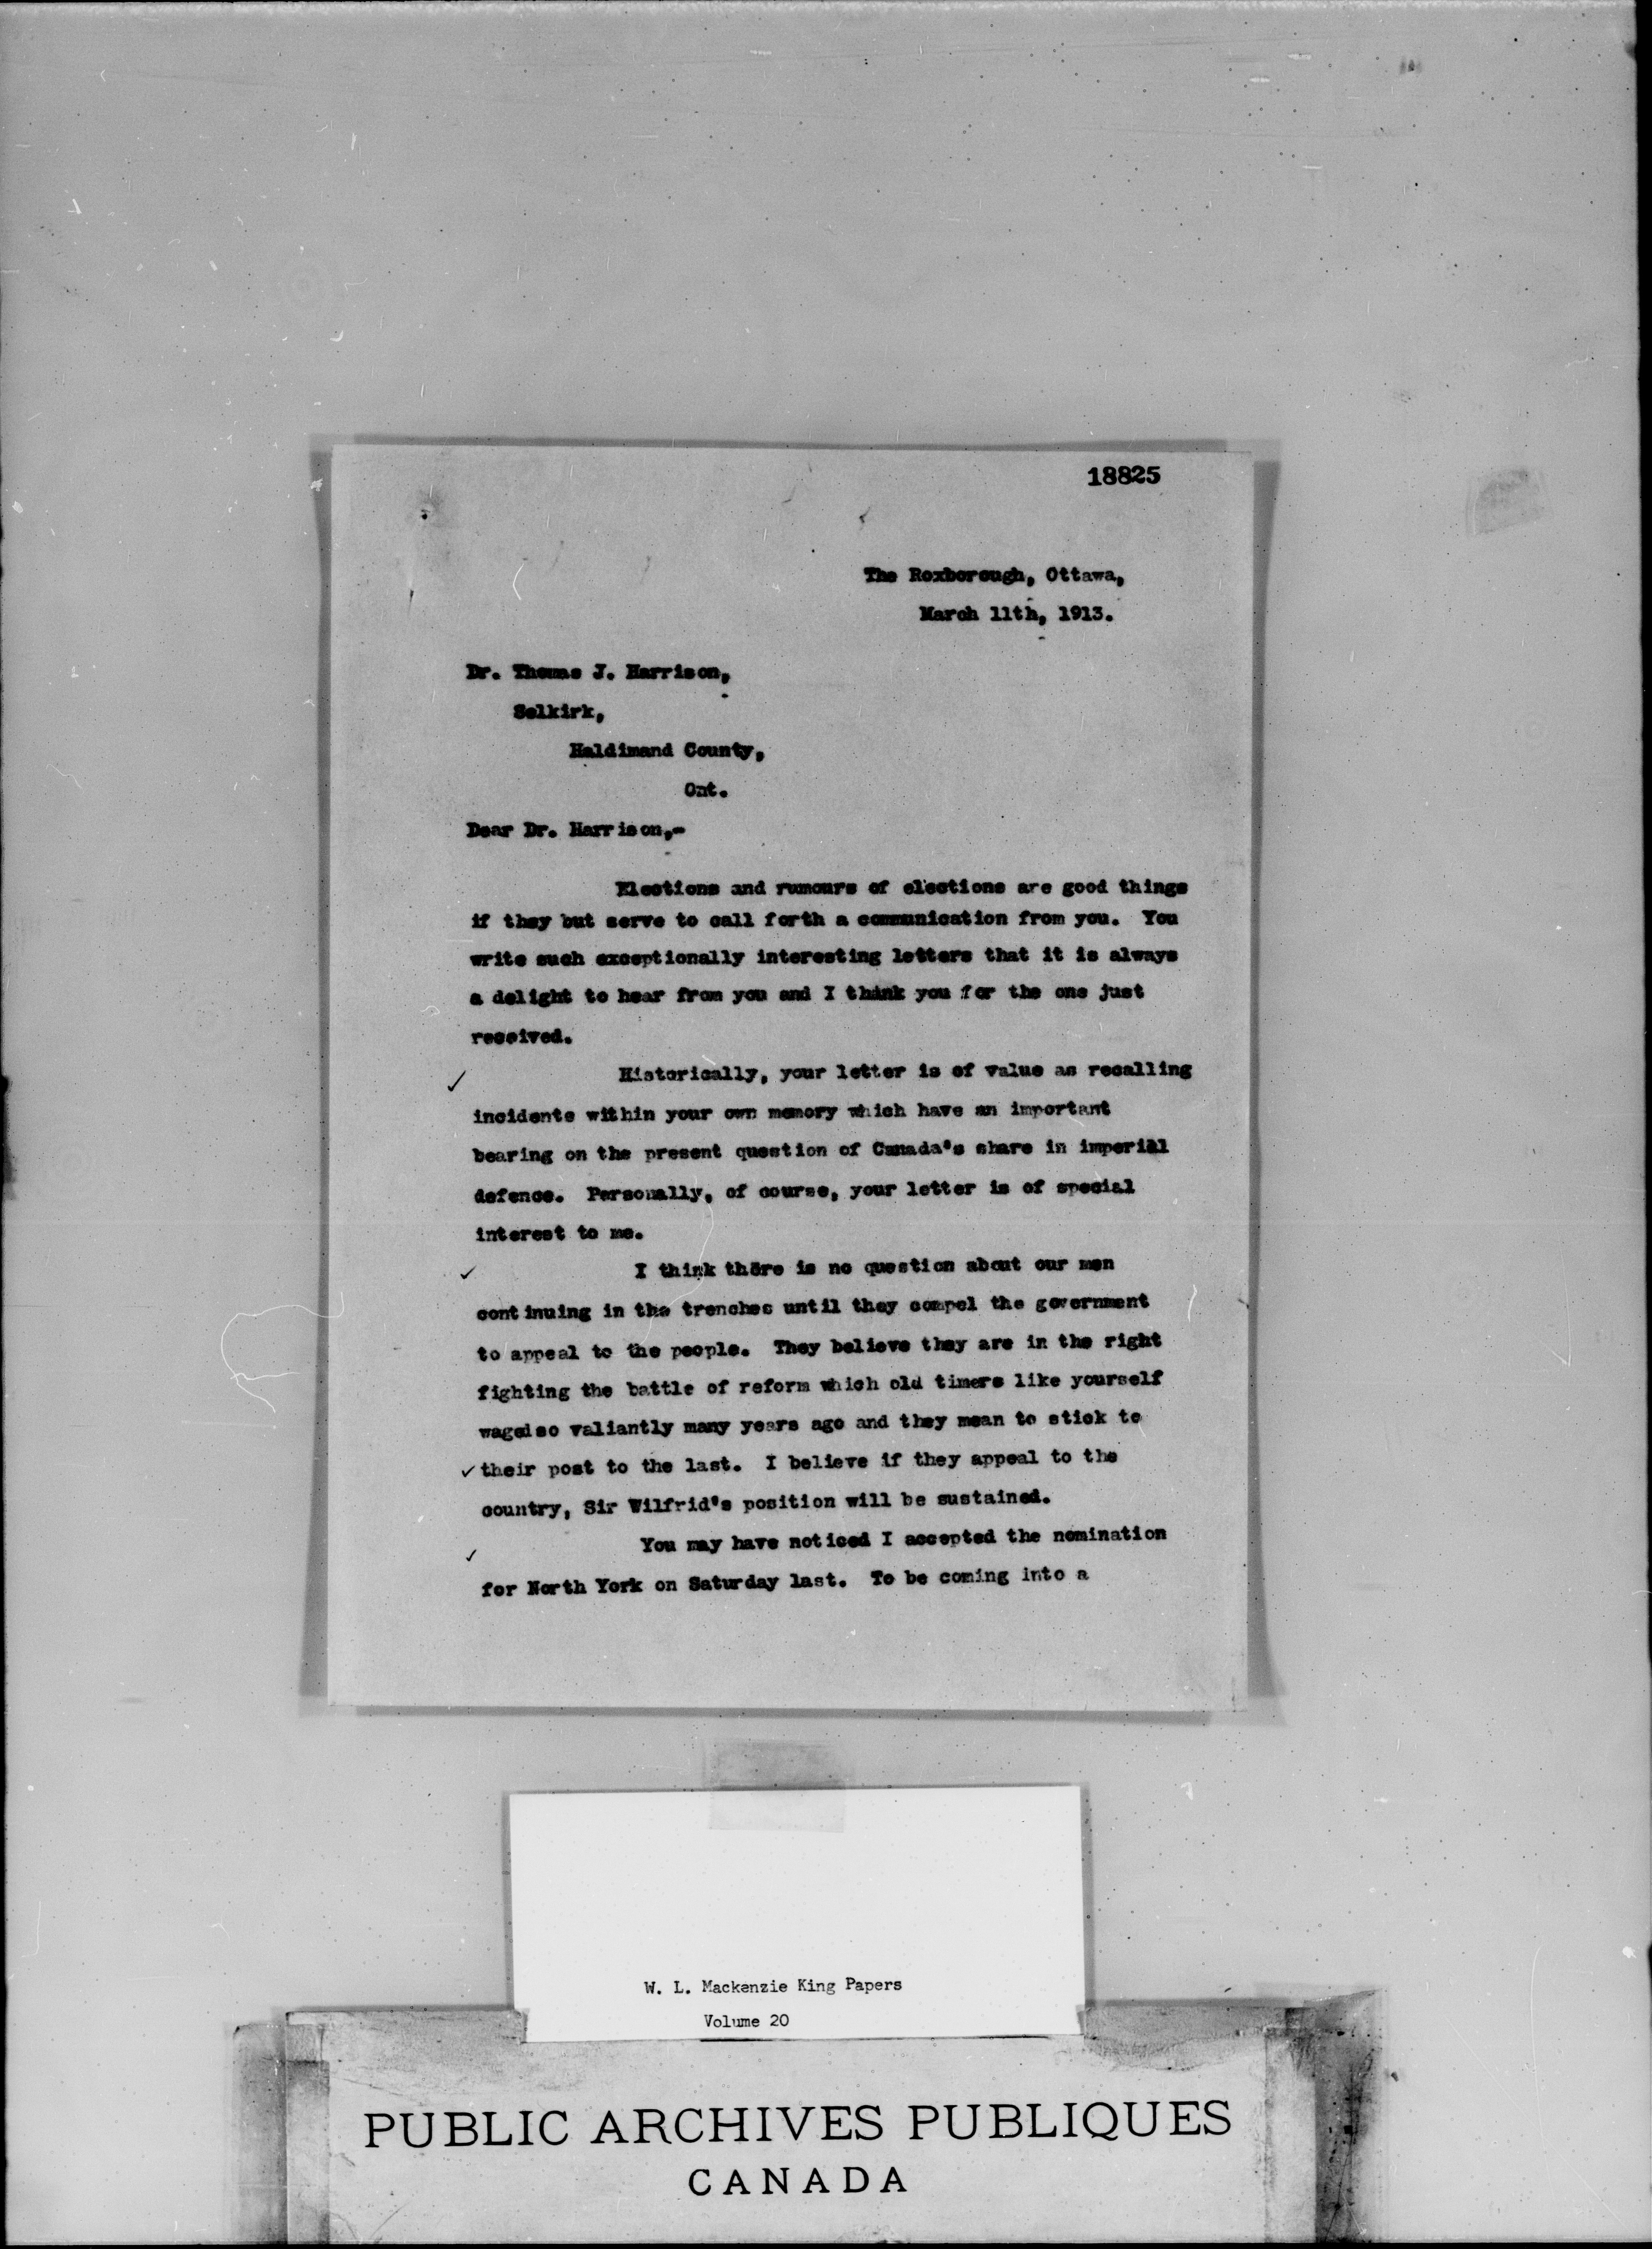 18825
The Roxborough, Ottawa,
March 11th, 1913.
Dr. Thomas J. Harrison,
Selkirk,
Haldimand County,
Ont.
Dear Dr. Harrison,-
Elections and rumours of elections are good things
if they but serve to call forth a communication from you. You
write such exceptionally interesting letters that it is always
a delight to hear from you and I thank you for the one just
received.
Historically, your letter is of value as recalling
incidents within your own memory which have an important
bearing on the present question of Canada's share in imperial
defence. Personally, of course, your letter is of special
interest to me.
I think there is no question about our men
continuing in the trenches until they compel the government
to appeal to the people. They believe they are in the right
fighting the battle of reform which old timers like yourself
waged so valiantly many years ago and they mean to stick to
✓ their post to the last. I believe if they appeal to the
country, Sir Wilfrid's position will be sustained.
You may have noticed I accepted the nomination
for North York on Saturday last. To be coming into a
W. L. Mackenzie King Papers
Volume 20
PUBLIC ARCHIVES PUBLIQUES
CANADA